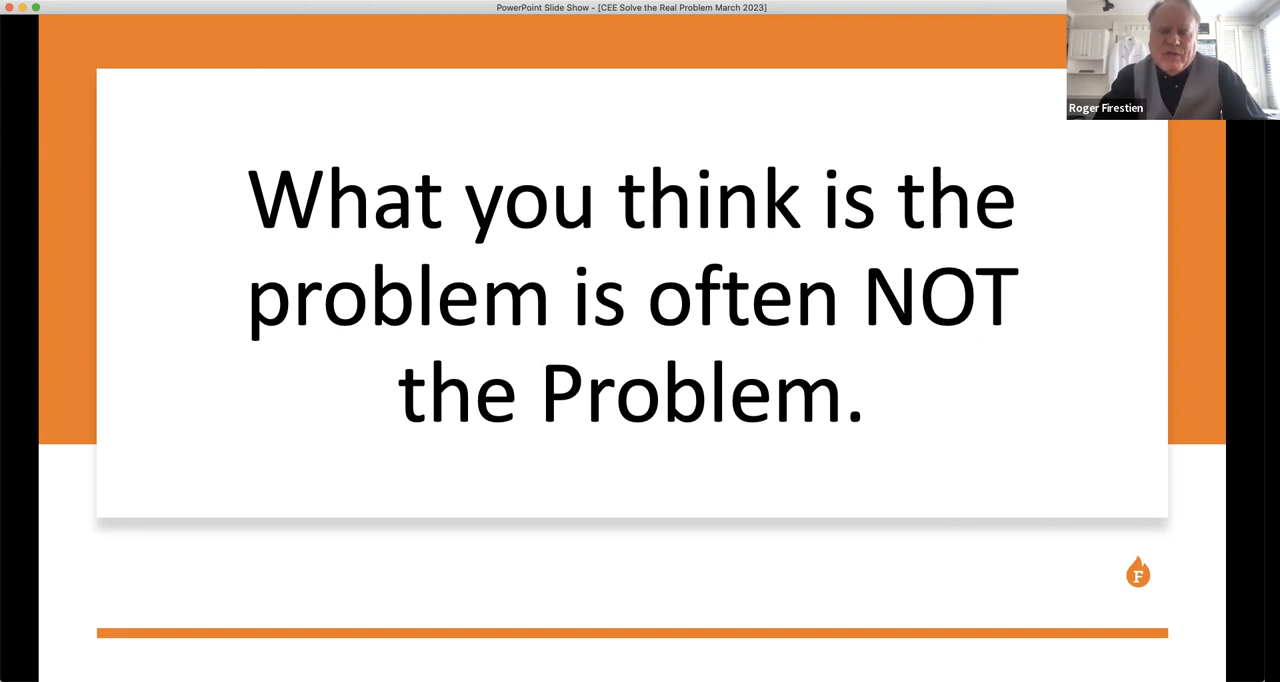 PowerPoint Slide Show - [CEE Solve the Real Problem March 2023]
Roger Firestien
What you think is the
problem is often NOT
the Problem.
F